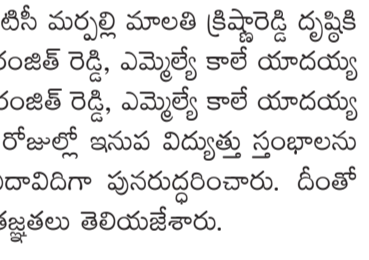 టిసీ మర్పల్లి మాలతి క్రిష్ణారెడ్డి దృష్ఠికి
రంజిత్ రెడ్డి, ఎమ్మెల్యే కాలే యాదయ్య
రంజిత్ రెడ్డి, ఎమ్మెల్యే కాలే యాదయ్య
రోజుల్లో ఇనుప విద్యుత్తు స్తంభాలను
దావిదిగా పునరుద్ధరించారు. దీంతో
తజ్ఞతలు తెలియజేశారు.